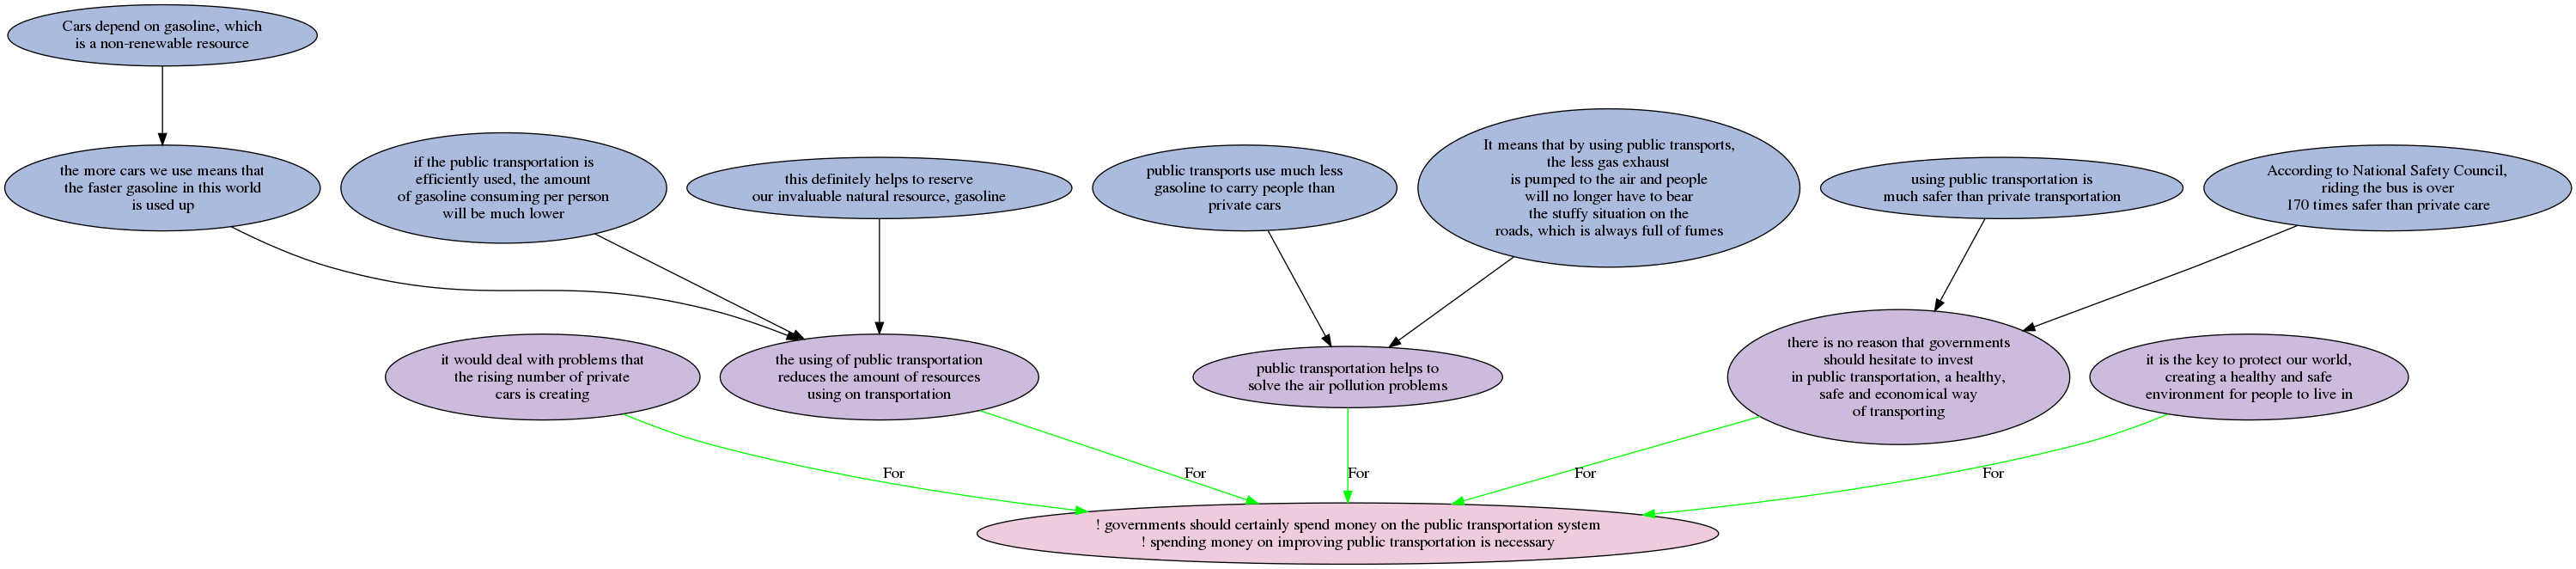 Cars depend on gasoline, which
is a non-renewable resource
the more cars we use means that
the faster gasoline in this world
is used up
if the public transportation is
efficiently used, the amount
of gasoline consuming per person
will be much lower
this definitely helps to reserve
our invaluable natural resource, gasoline
public transports use much less
gasoline to carry people than
private cars
It means that by using public transports,
the less gas exhaust
is pumped to the air and people
will no longer have to bear
the stuffy situation on the
roads, which is always full of fumes
using public transportation is
much safer than private transportation
According to National Safety Council,
riding the bus is over
170 times safer than private care
it would deal with problems that
the rising number of private
cars is creating
the using of public transportation
reduces the amount of resources
using on transportation
public transportation helps to
solve the air pollution problems
there is no reason that governments
should hesitate to invest
in public transportation, a healthy,
safe and economical way
of transporting
it is the key to protect our world,
creating a healthy and safe
environment for people to live in
For
For
For
For
For
! governments should certainly spend money on the public transportation system
! spending money on improving public transportation is necessary